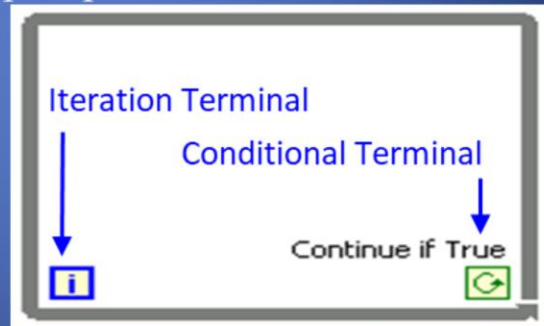 Iteration Terminal
Conditional Terminal
Continue if True
i